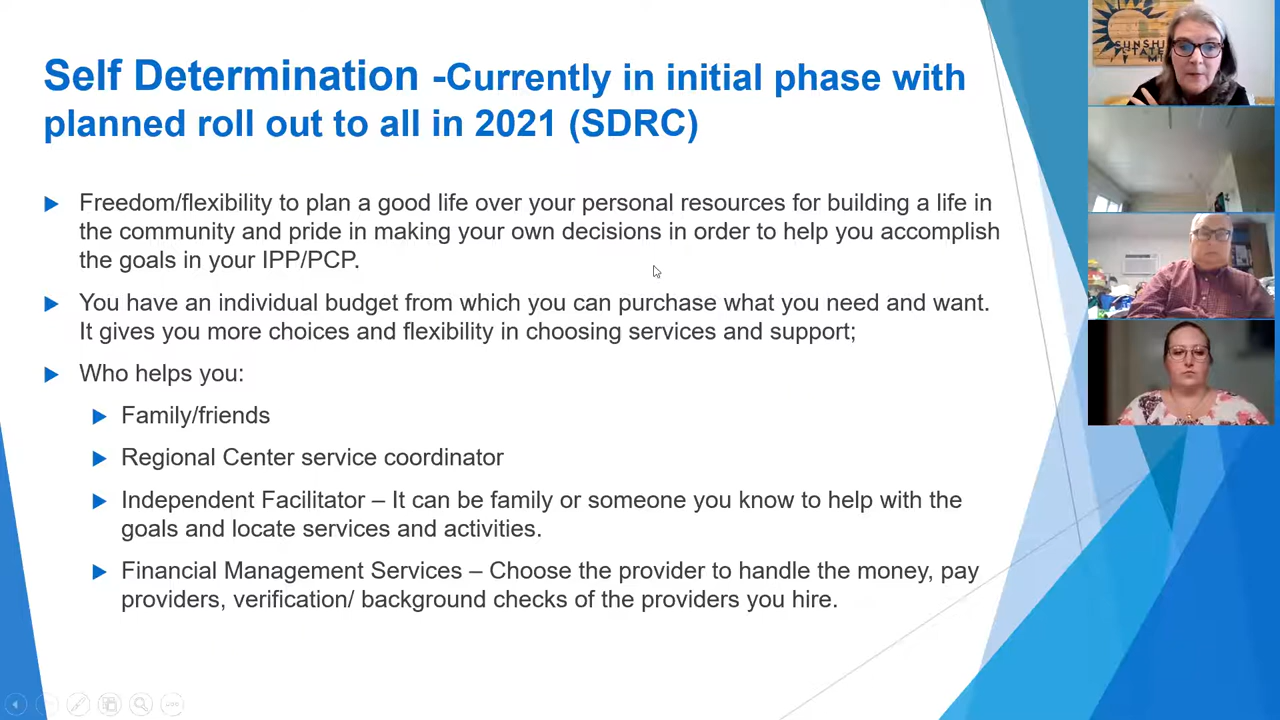 Self Determination -Currently in initial phase with
planned roll out to all in 2021 (SDRC)
Freedom/flexibility to plan a good life over your personal resources for building a life in
the community and pride in making your own decisions in order to help you accomplish
the goals in your IPP/PCP.
You have an individual budget from which you can purchase what you need and want.
It gives you more choices and flexibility in choosing services and support;
Who helps you:
Family/friends
Regional Center service coordinator
Independent Facilitator – It can be family or someone you know to help with the
goals and locate services and activities.
Financial Management Services – Choose the provider to handle the money, pay
providers, verification/ background checks of the providers you hire.
SUNSHI
STATE
MI